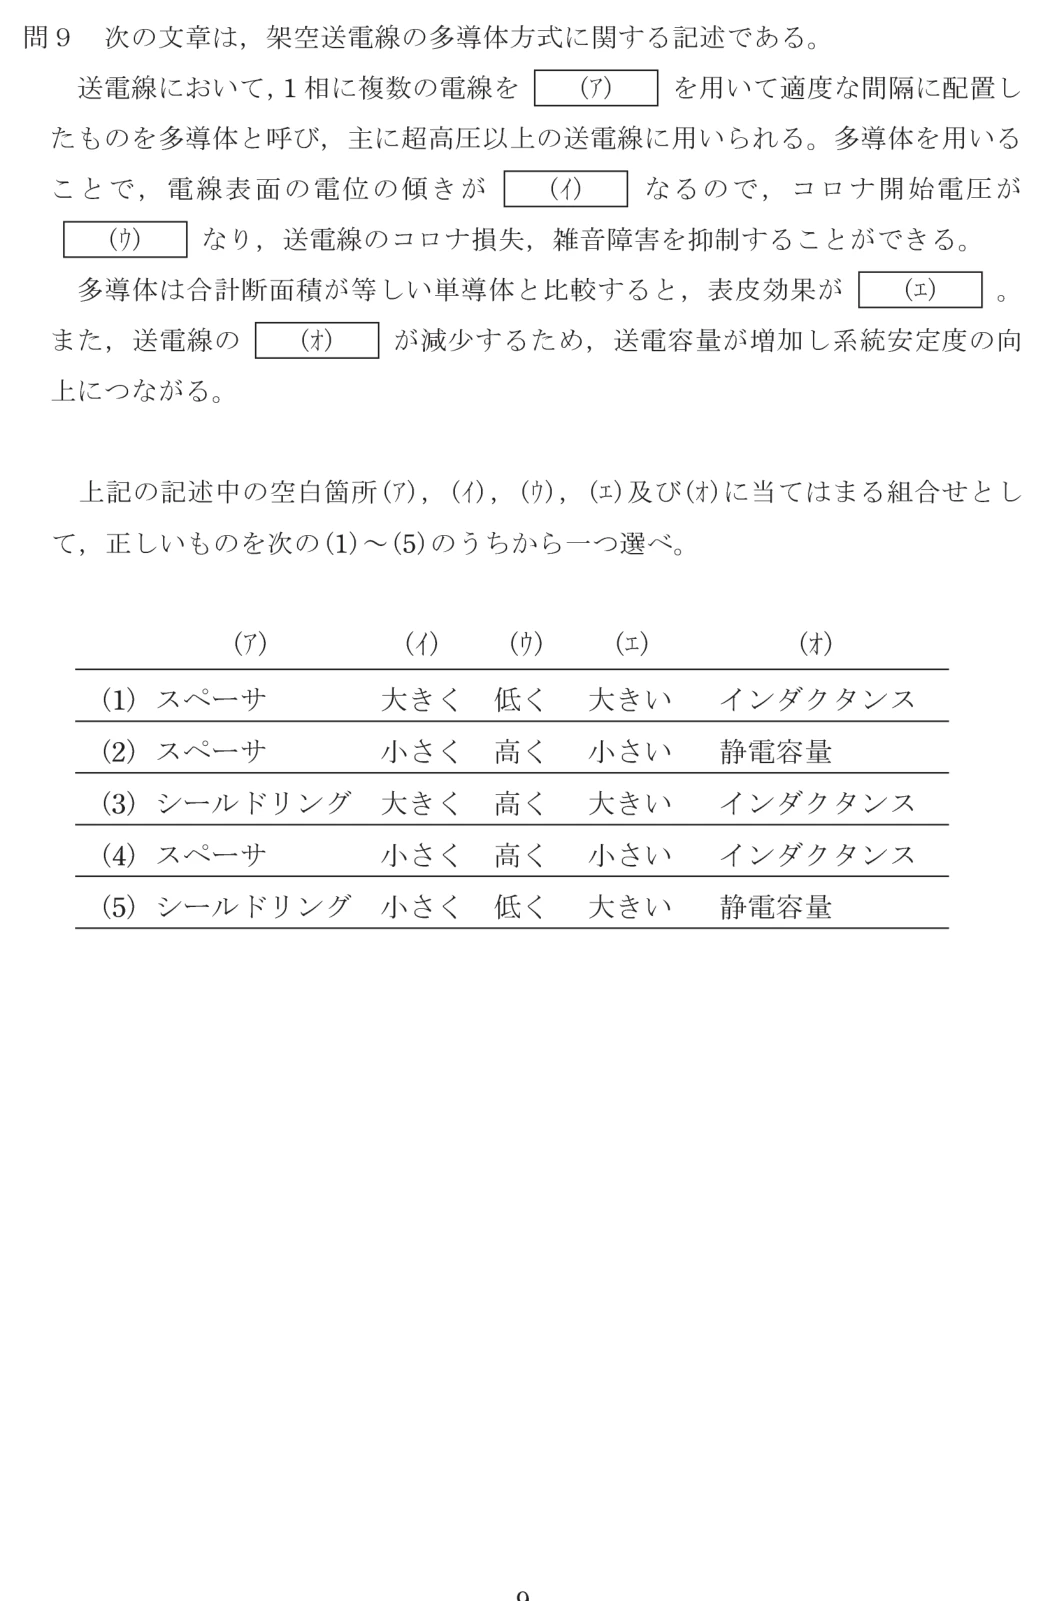 問9　次の文章は，架空送電線の多導体方式に関する記述である。
送電線において，1相に複数の電線を (ア) を用いて適度な間隔に配置し
たものを多導体と呼び，主に超高圧以上の送電線に用いられる。多導体を用いる
ことで，電線表面の電位の傾きが (イ) なるので，コロナ開始電圧が
(ウ) なり，送電線のコロナ損失，雑音障害を抑制することができる。
多導体は合計断面積が等しい単導体と比較すると，表皮効果が (エ) 。
また，送電線の (オ) が減少するため，送電容量が増加し系統安定度の向
上につながる。
上記の記述中の空白箇所(ア)，(イ)，(ウ)，(エ)及び(オ)に当てはまる組合せとし
て，正しいものを次の(1)～(5)のうちから一つ選べ。
(ア) (イ) (ウ) (エ) (オ)
(1) スペーサ 大きく 低く 大きい インダクタンス
(2) スペーサ 小さく 高く 小さい 静電容量
(3) シールドリング 大きく 高く 大きい インダクタンス
(4) スペーサ 小さく 高く 小さい インダクタンス
(5) シールドリング 小さく 低く 大きい 静電容量
9